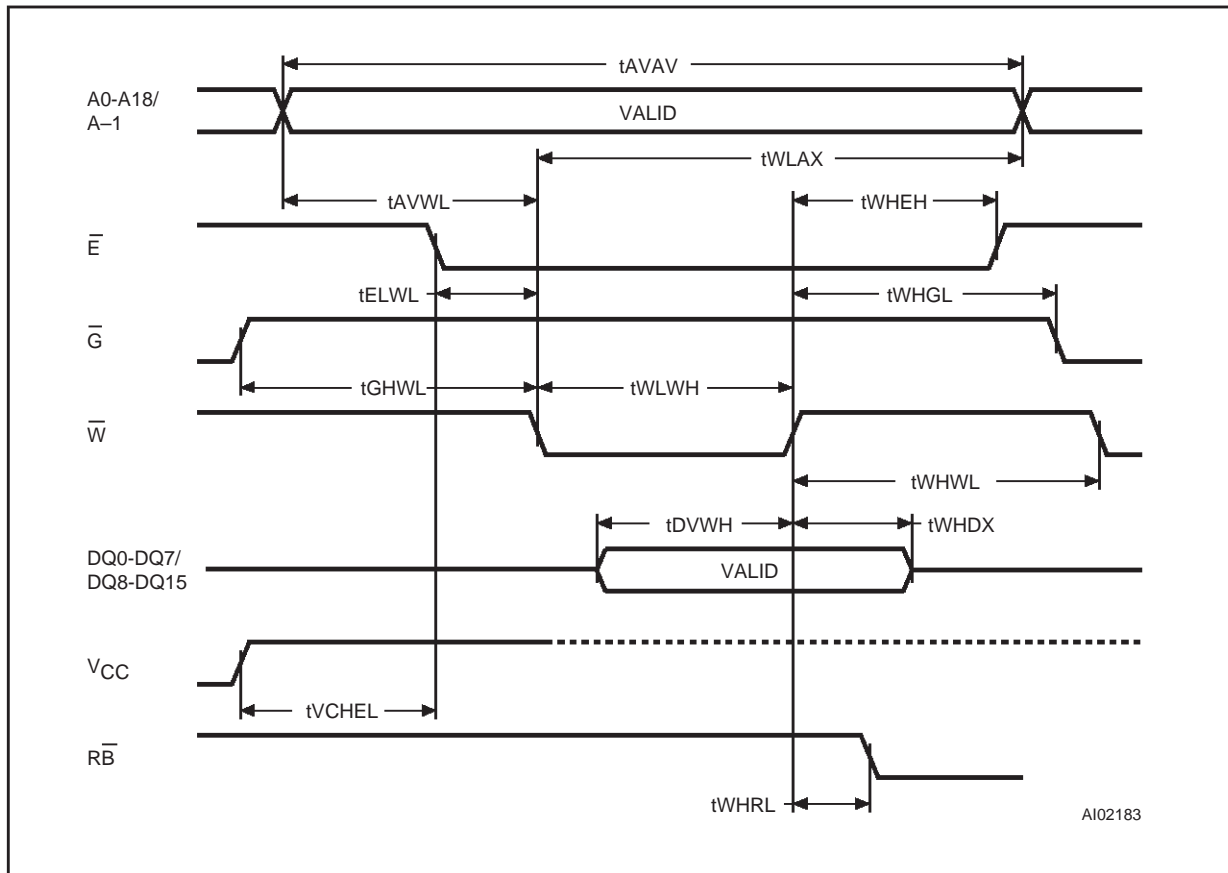 tAVAV
A0-A18/
A–1
VALID
tWLAX
tAVWL
tWHEH
E̅
tELWL
tWHGL
G̅
tGHWL
tWLWH
W̅
tWHWL
tDVWH
tWHDX
DQ0-DQ7/
DQ8-DQ15
VALID
VCC
tVCHEL
RB̅
tWHRL
AI02183